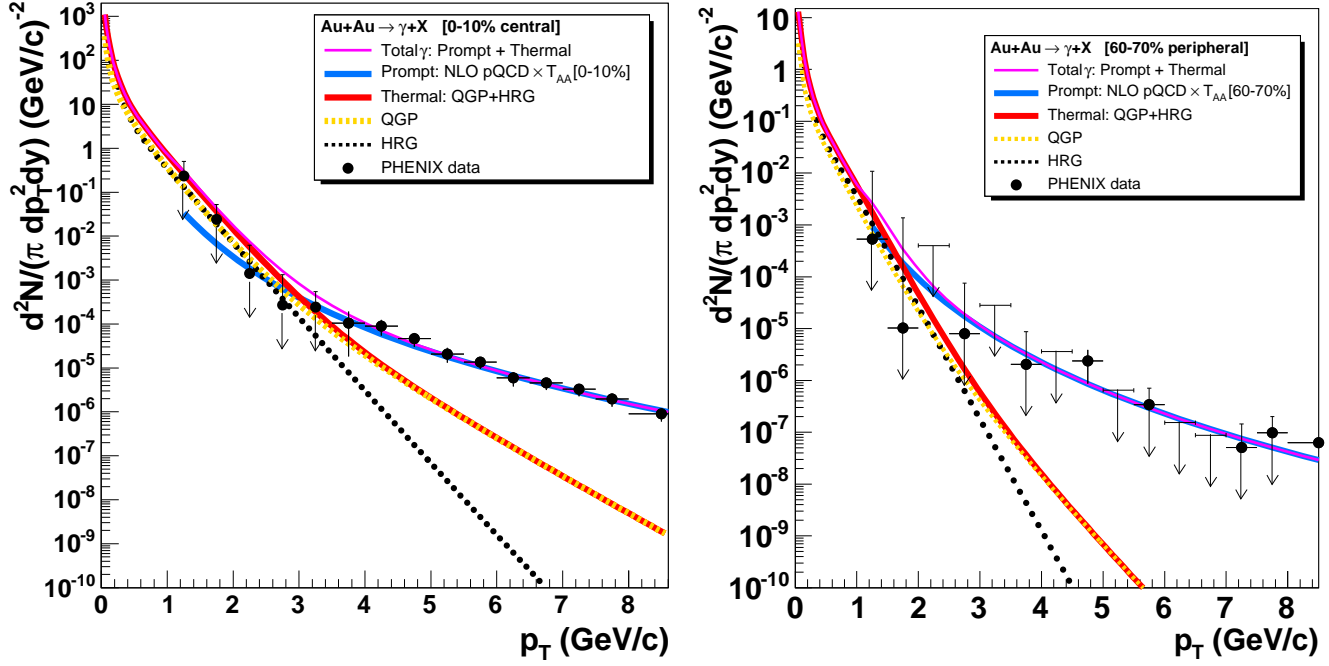 Au+Au → γ+X [0-10% central]
Totalγ: Prompt + Thermal
Prompt: NLO pQCD × T_AA [0-10%]
Thermal: QGP+HRG
QGP
HRG
PHENIX data
d²N/(π dp_T²dy) (GeV/c)⁻²
10³
10²
10
1
10⁻¹
10⁻²
10⁻³
10⁻⁴
10⁻⁵
10⁻⁶
10⁻⁷
10⁻⁸
10⁻⁹
10⁻¹⁰
0 1 2 3 4 5 6 7 8
p_T (GeV/c)
Au+Au → γ+X [60-70% peripheral]
Totalγ: Prompt + Thermal
Prompt: NLO pQCD × T_AA [60-70%]
Thermal: QGP+HRG
QGP
HRG
PHENIX data
d²N/(π dp_T²dy) (GeV/c)⁻²
10
1
10⁻¹
10⁻²
10⁻³
10⁻⁴
10⁻⁵
10⁻⁶
10⁻⁷
10⁻⁸
10⁻⁹
10⁻¹⁰
0 1 2 3 4 5 6 7 8
p_T (GeV/c)